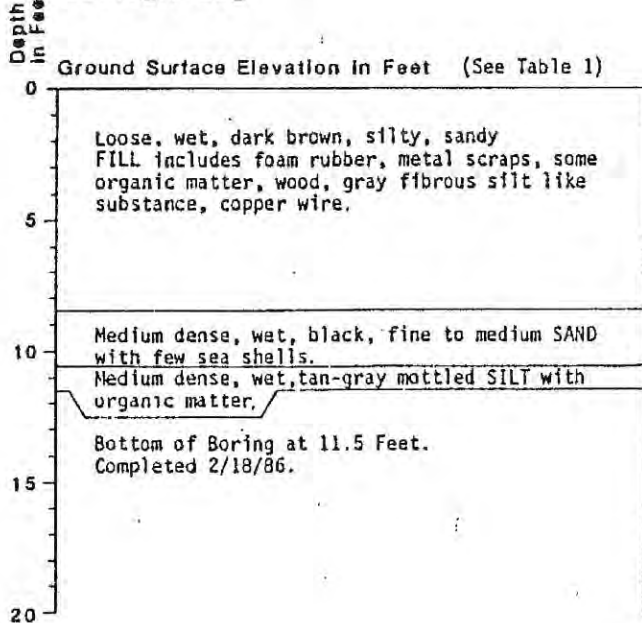 Depth
in Fee
Ground Surface Elevation in Feet (See Table 1)
0
Loose, wet, dark brown, silty, sandy
FILL includes foam rubber, metal scraps, some
organic matter, wood, gray fibrous silt like
substance, copper wire.
5
Medium dense, wet, black, fine to medium SAND
10
with few sea shells.
Medium dense, wet,tan-gray mottled SILT with
organic matter.
Bottom of Boring at 11.5 Feet.
Completed 2/18/86.
15
20